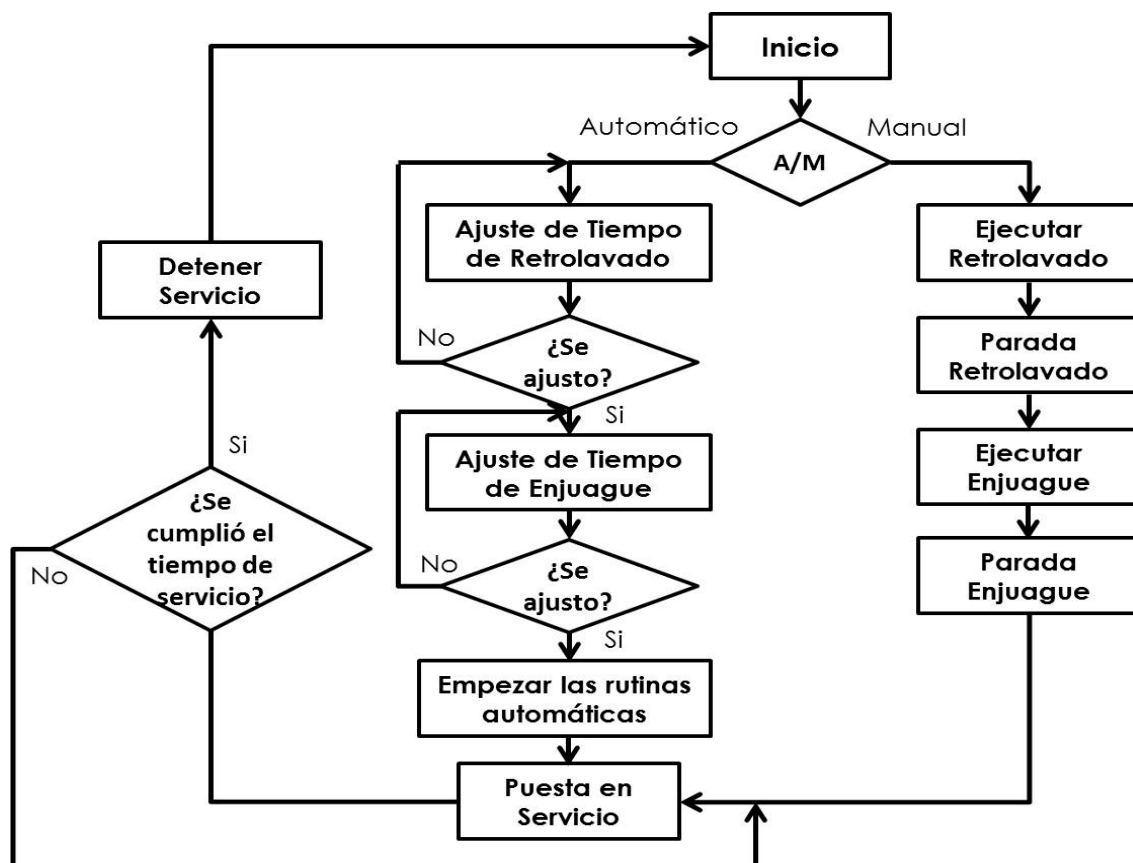 Inicio
Automático
Manual
A/M
Ajuste de Tiempo
de Retrolavado
Ejecutar
Retrolavado
Detener
Servicio
No
¿Se
ajusto?
Parada
Retrolavado
Si
Si
Ajuste de Tiempo
de Enjuague
Ejecutar
Enjuague
¿Se
cumplió el
tiempo de
servicio?
No
No
¿Se
ajusto?
Parada
Enjuague
Si
Empezar las rutinas
automáticas
Puesta en
Servicio